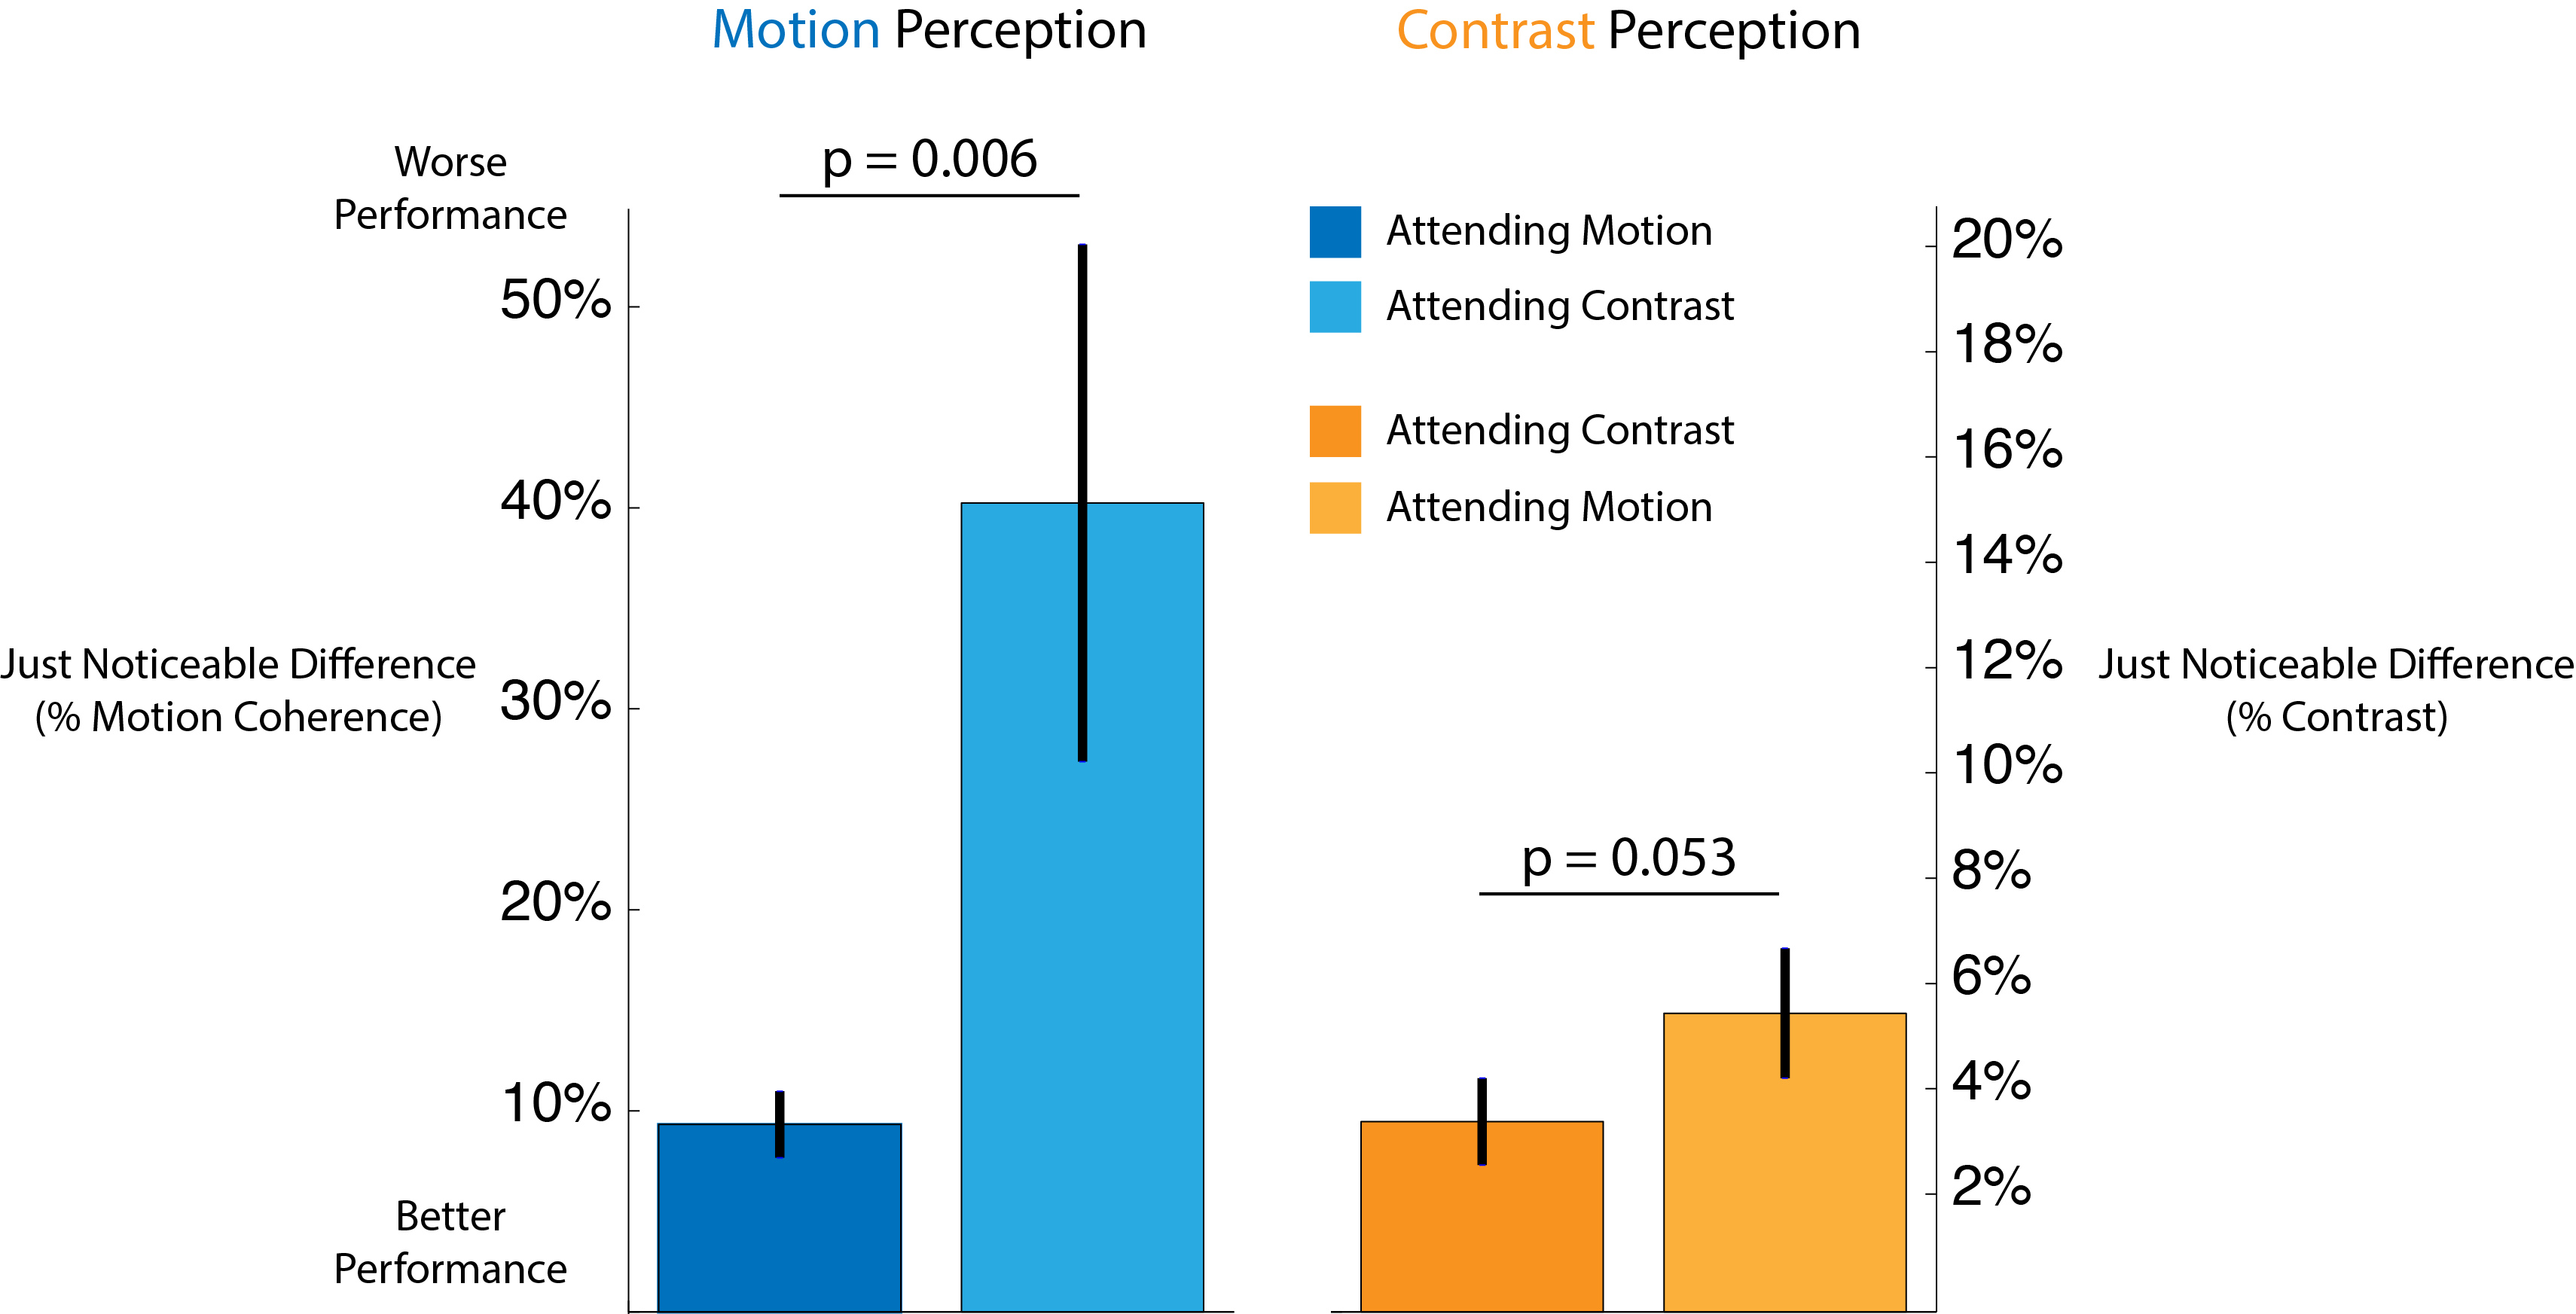 Motion Perception
Contrast Perception
Worse
Performance
p = 0.006
50%
40%
30%
20%
10%
Just Noticeable Difference
(% Motion Coherence)
Better
Performance
Attending Motion
Attending Contrast
Attending Contrast
Attending Motion
p = 0.053
20%
18%
16%
14%
12%
10%
8%
6%
4%
2%
Just Noticeable Difference
(% Contrast)